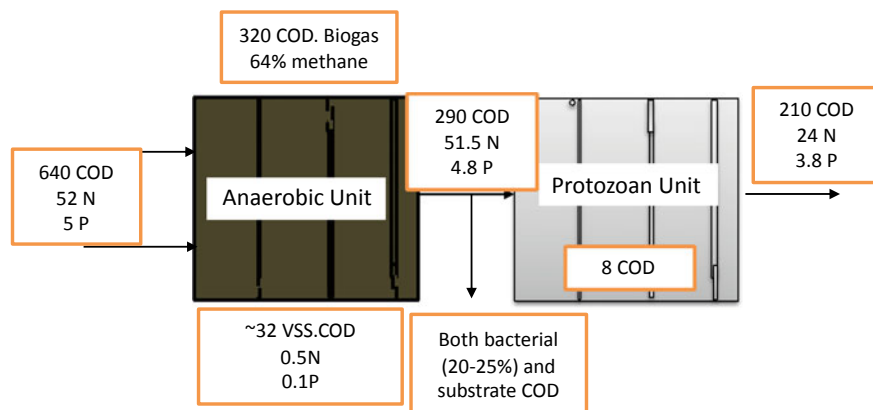 320 COD. Biogas
64% methane
640 COD
52 N
5 P
Anaerobic Unit
290 COD
51.5 N
4.8 P
Protozoan Unit
210 COD
24 N
3.8 P
8 COD
~32 VSS.COD
0.5N
0.1P
Both bacterial
(20-25%) and
substrate COD